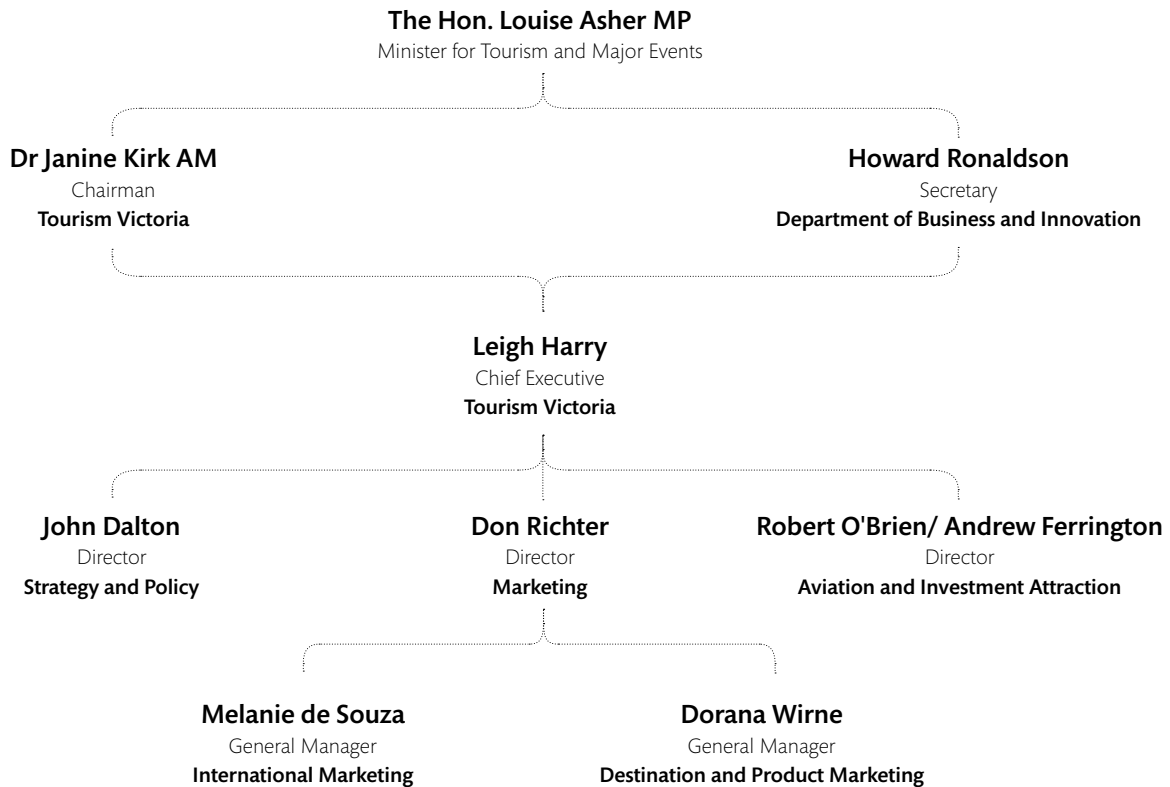 The Hon. Louise Asher MP
Minister for Tourism and Major Events
Dr Janine Kirk AM
Chairman
Tourism Victoria
Howard Ronaldson
Secretary
Department of Business and Innovation
Leigh Harry
Chief Executive
Tourism Victoria
John Dalton
Director
Strategy and Policy
Don Richter
Director
Marketing
Robert O'Brien/ Andrew Ferrington
Director
Aviation and Investment Attraction
Melanie de Souza
General Manager
International Marketing
Dorana Wirne
General Manager
Destination and Product Marketing